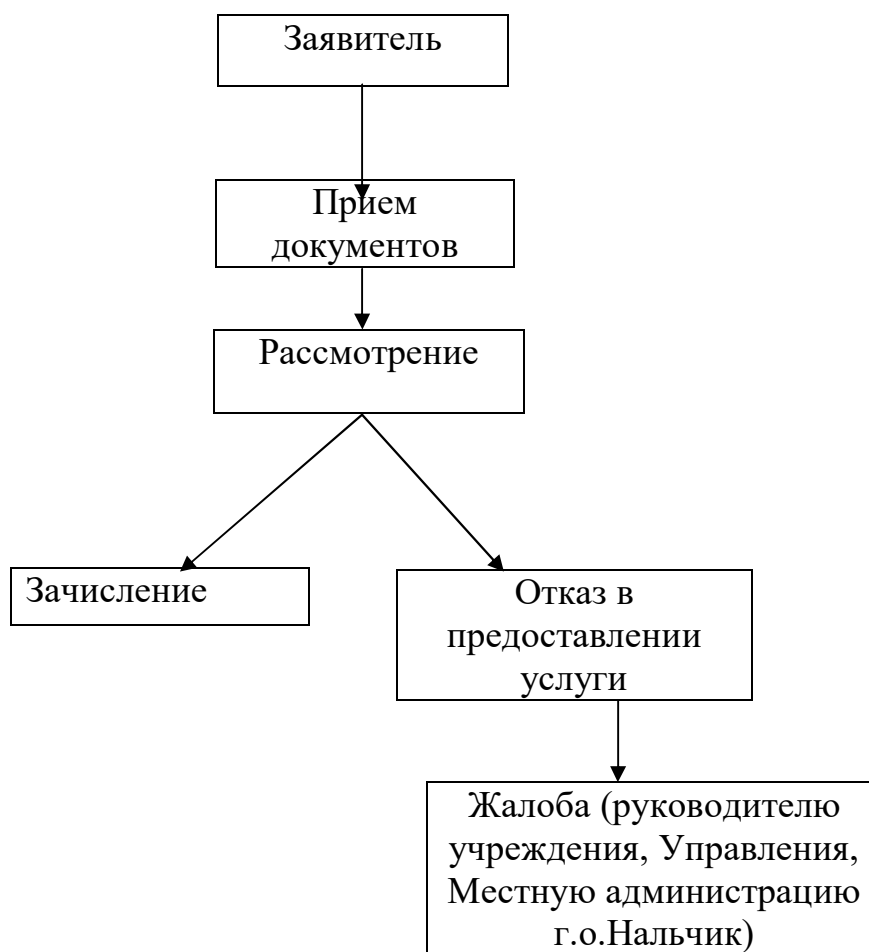 Заявитель
Прием
документов
Рассмотрение
Зачисление
Отказ в
предоставлении
услуги
Жалоба (руководителю
учреждения, Управления,
Местную администрацию
г.о.Нальчик)